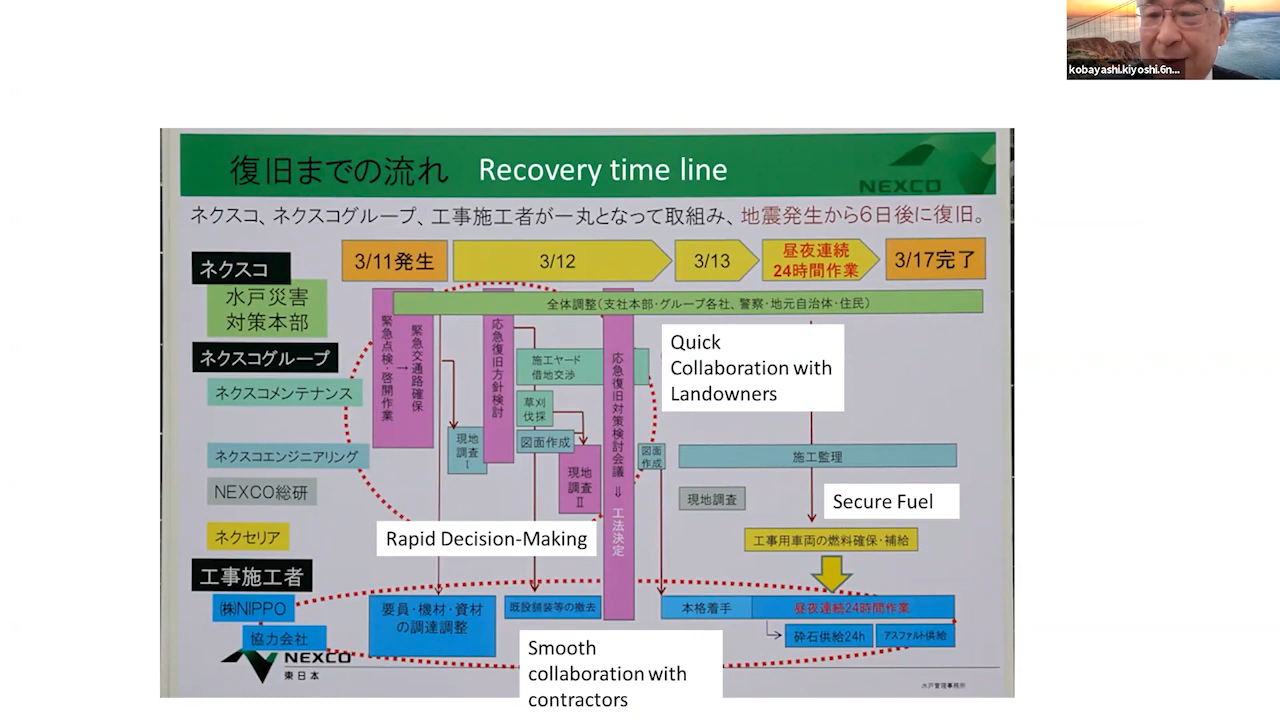 kobayashi.kiyoshi.6n...
復旧までの流れ Recovery time line
NEXCO
ネクスコ、ネクスコグループ、工事施工者が一丸となって取組み、地震発生から6日後に復旧。
ネクスコ
3/11発生
3/12
3/13
昼夜連続
24時間作業
3/17完了
水戸災害
対策本部
全体調整(支社本部・グループ各社、警察・地元自治体・住民)
緊急点検・啓開作業
→
緊急交通路確保
応急復旧方針検討
Quick
Collaboration with
Landowners
ネクスコグループ
施工ヤード
借地交渉
応急復旧対策検討会議
⇒
工法決定
ネクスコメンテナンス
草刈
伐採
現地
調査
Ⅰ
図面作成
ネクスコエンジニアリング
図面
作成
施工監理
現地
調査
Ⅱ
NEXCO総研
現地調査
Secure Fuel
ネクセリア
Rapid Decision-Making
工事用車両の燃料確保・補給
工事施工者
㈱NIPPO
要員・機材・資材
の調達調整
既設舗装等の撤去
本格着手
昼夜連続24時間作業
協力会社
砕石供給24h
アスファルト供給
Smooth
collaboration with
contractors
NEXCO
東日本
水戸管理事務所